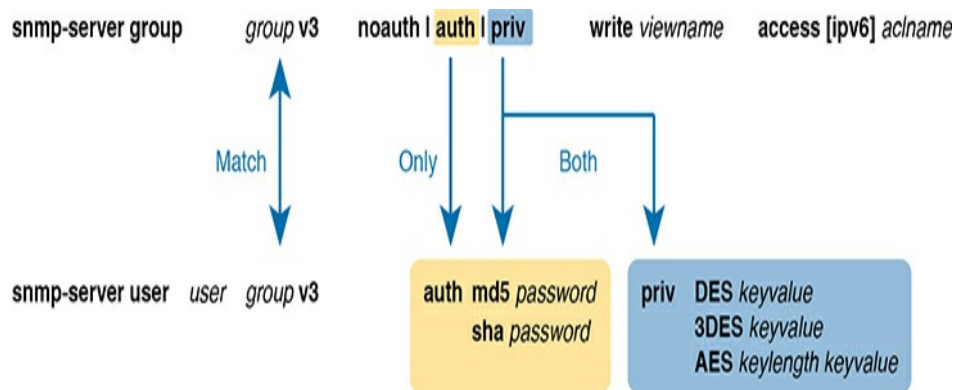 snmp-server group group v3 noauth | auth | priv write viewname access [ipv6] aclname
Match Only Both
snmp-server user user group v3 auth md5 password priv DES keyvalue
sha password 3DES keyvalue
AES keylength keyvalue